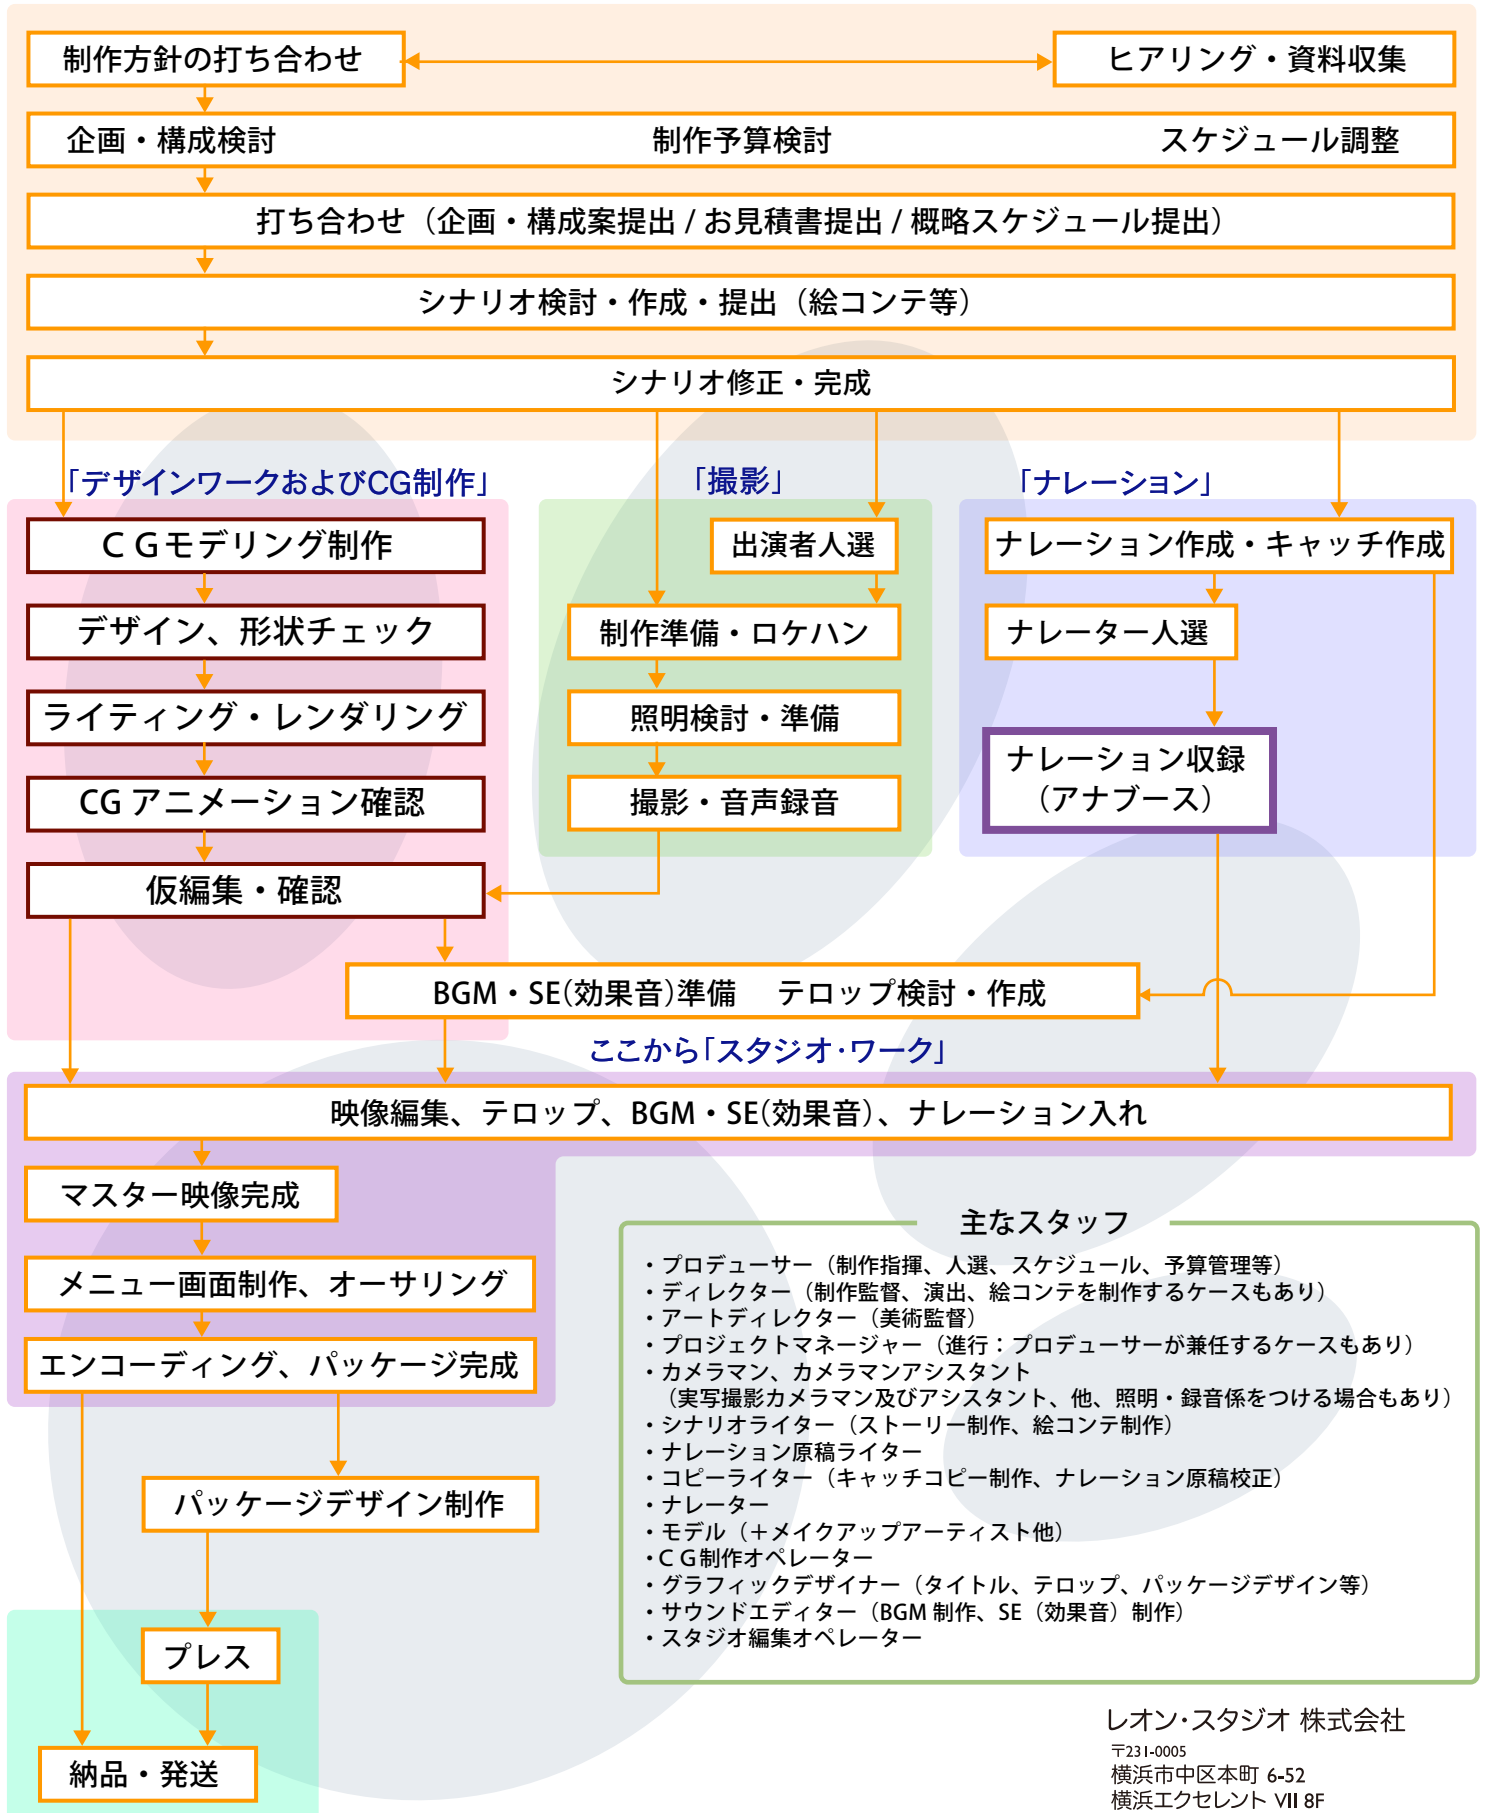 制作方針の打ち合わせ
ヒアリング・資料収集
企画・構成検討
制作予算検討
スケジュール調整
打ち合わせ（企画・構成案提出 / お見積書提出 / 概略スケジュール提出）
シナリオ検討・作成・提出（絵コンテ等）
シナリオ修正・完成
「デザインワークおよびCG制作」
ＣＧモデリング制作
デザイン、形状チェック
ライティング・レンダリング
CG アニメーション確認
仮編集・確認
「撮影」
出演者人選
制作準備・ロケハン
照明検討・準備
撮影・音声録音
「ナレーション」
ナレーション作成・キャッチ作成
ナレーター人選
ナレーション収録
（アナブース）
BGM・SE(効果音)準備　テロップ検討・作成
ここから「スタジオ・ワーク」
映像編集、テロップ、BGM・SE(効果音)、ナレーション入れ
マスター映像完成
メニュー画面制作、オーサリング
エンコーディング、パッケージ完成
パッケージデザイン制作
プレス
納品・発送
主なスタッフ
・プロデューサー（制作指揮、人選、スケジュール、予算管理等）
・ディレクター（制作監督、演出、絵コンテを制作するケースもあり）
・アートディレクター（美術監督）
・プロジェクトマネージャー（進行：プロデューサーが兼任するケースもあり）
・カメラマン、カメラマンアシスタント
（実写撮影カメラマン及びアシスタント、他、照明・録音係をつける場合もあり）
・シナリオライター（ストーリー制作、絵コンテ制作）
・ナレーション原稿ライター
・コピーライター（キャッチコピー制作、ナレーション原稿校正）
・ナレーター
・モデル（＋メイクアップアーティスト他）
・ＣＧ制作オペレーター
・グラフィックデザイナー（タイトル、テロップ、パッケージデザイン等）
・サウンドエディター（BGM 制作、SE（効果音）制作）
・スタジオ編集オペレーター
レオン・スタジオ 株式会社
〒231-0005
横浜市中区本町 6-52
横浜エクセレント VII 8F